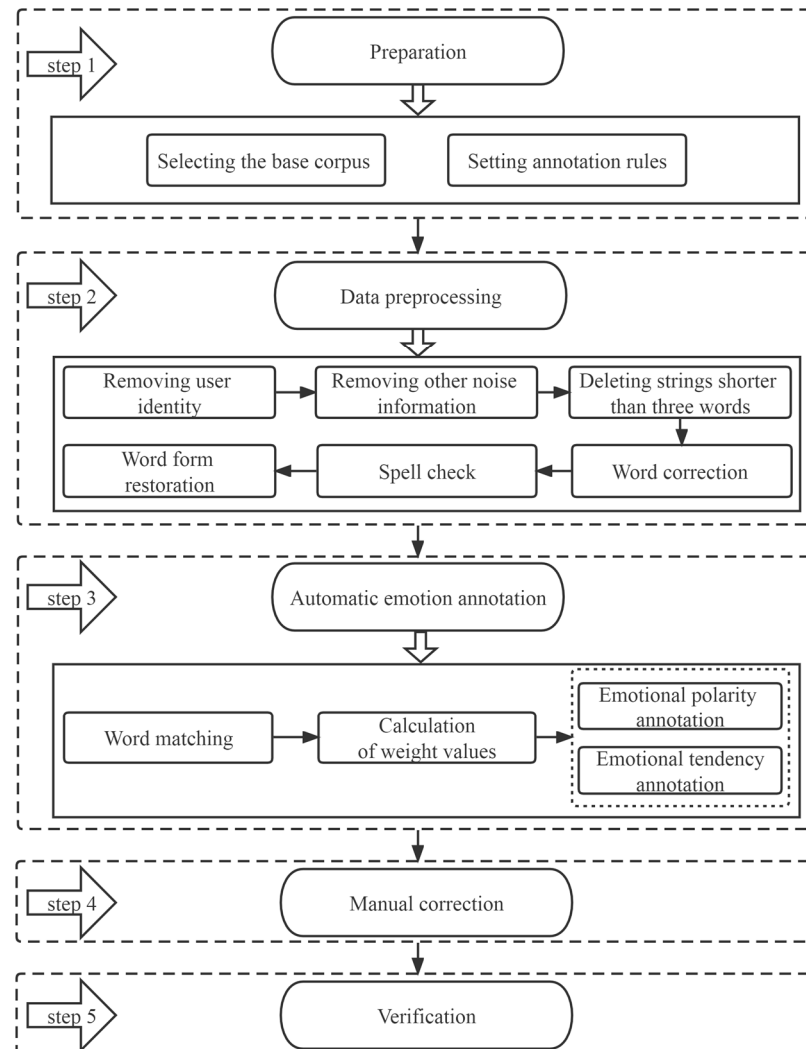 step 1
Preparation
Selecting the base corpus
Setting annotation rules
step 2
Data preprocessing
Removing user
identity
Removing other noise
information
Deleting strings shorter
than three words
Word form
restoration
Spell check
Word correction
step 3
Automatic emotion annotation
Word matching
Calculation
of weight values
Emotional polarity
annotation
Emotional tendency
annotation
step 4
Manual correction
step 5
Verification